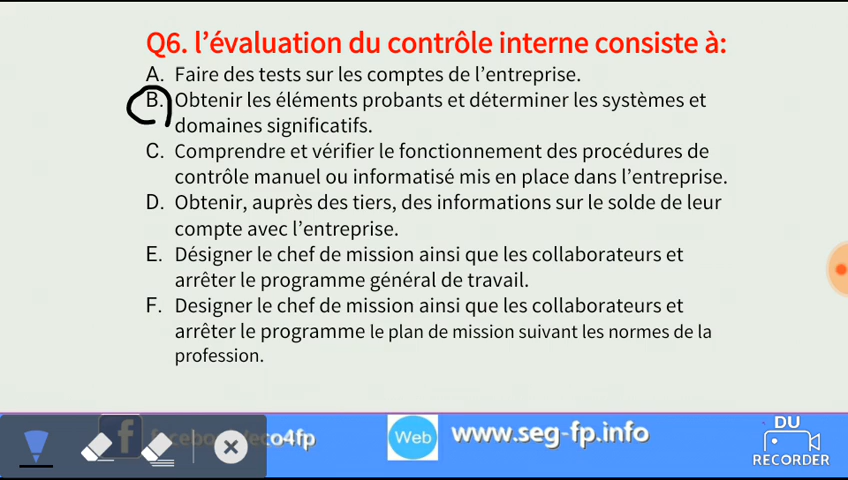 Q6. l’évaluation du contrôle interne consiste à:
A. Faire des tests sur les comptes de l’entreprise.
B. Obtenir les éléments probants et déterminer les systèmes et
domaines significatifs.
C. Comprendre et vérifier le fonctionnement des procédures de
contrôle manuel ou informatisé mis en place dans l’entreprise.
D. Obtenir, auprès des tiers, des informations sur le solde de leur
compte avec l’entreprise.
E. Désigner le chef de mission ainsi que les collaborateurs et
arrêter le programme général de travail.
F. Designer le chef de mission ainsi que les collaborateurs et
arrêter le programme le plan de mission suivant les normes de la
profession.
facebook/eco4fp
Web
www.seg-fp.info
DU
RECORDER